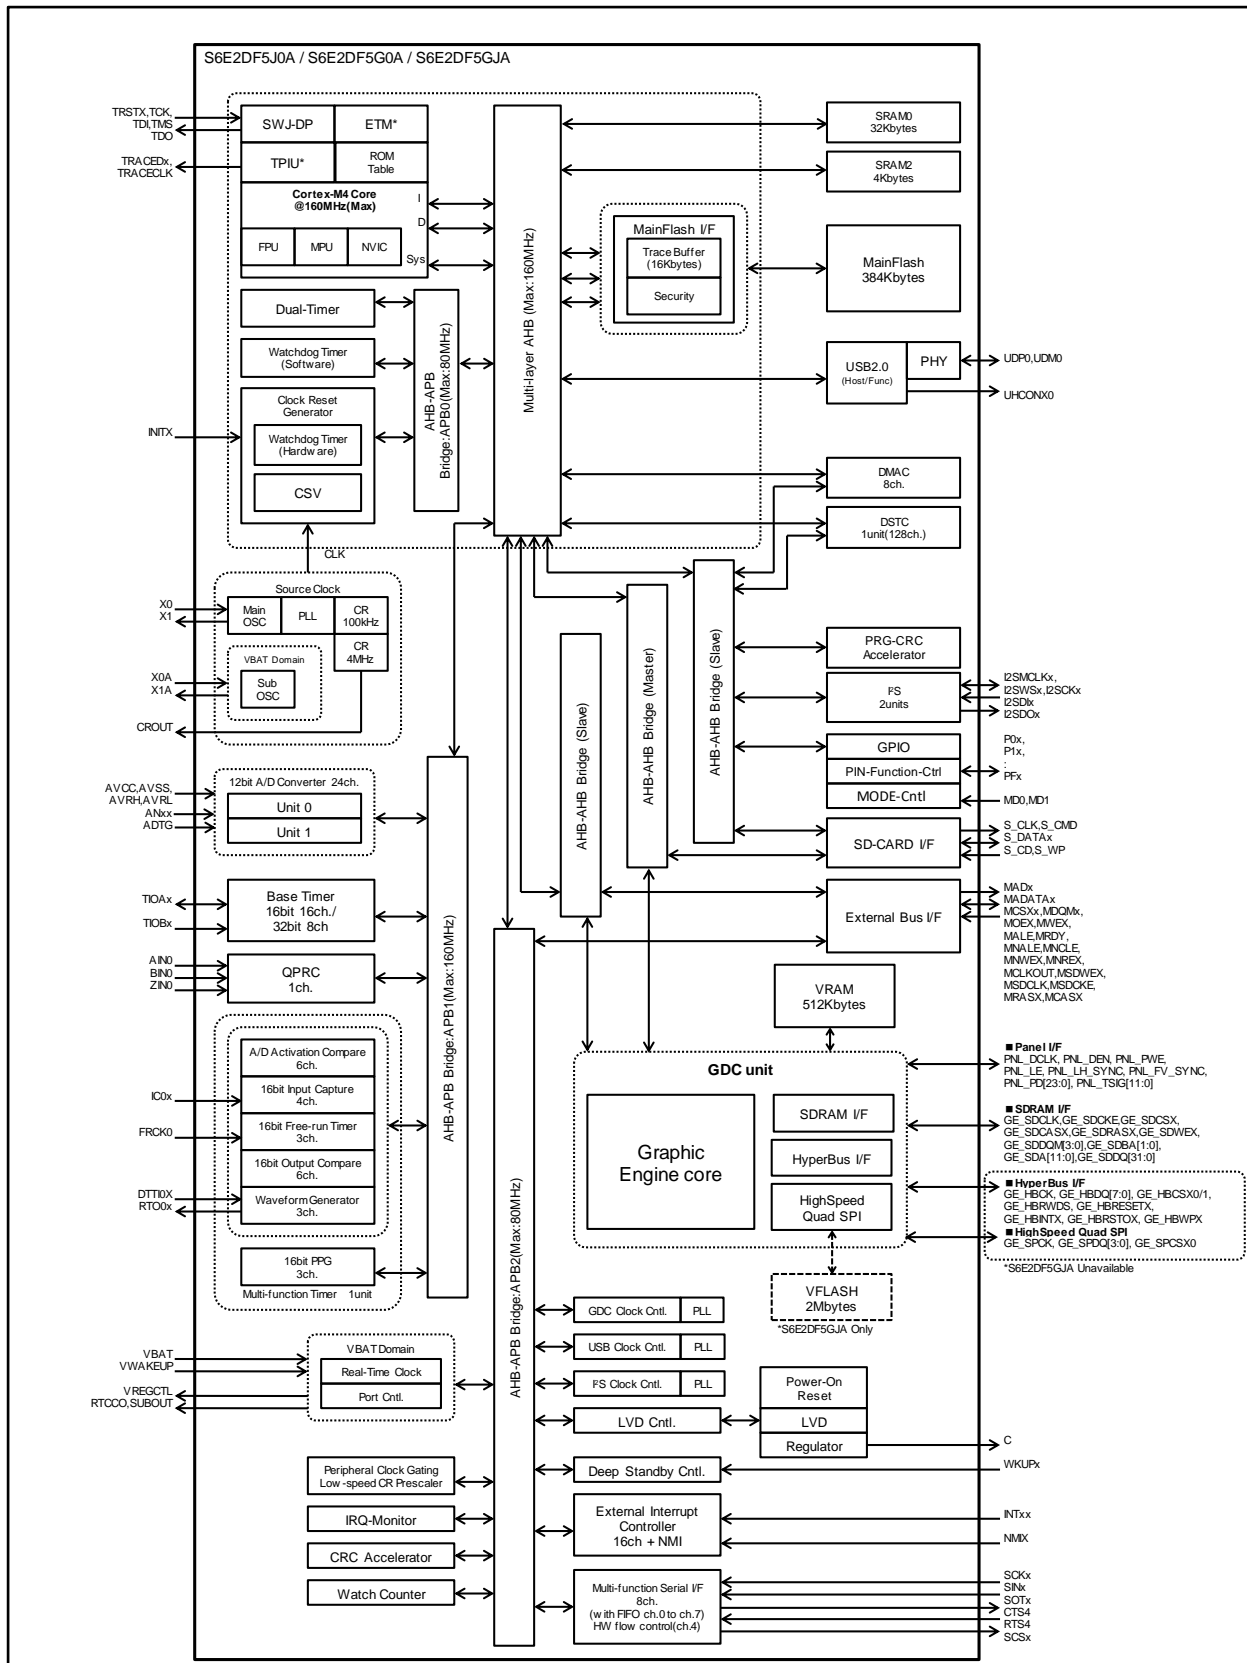 S6E2DF5J0A / S6E2DF5G0A / S6E2DF5GJA
TRSTX,TCK,
TDI,TMS
TDO
TRACEDx,
TRACECLK
SWJ-DP
ETM*
TPIU*
ROM
Table
Cortex-M4 Core
@160MHz(Max)
I
D
Sys
FPU
MPU
NVIC
Dual-Timer
Watchdog Timer
(Software)
Clock Reset
Generator
Watchdog Timer
(Hardware)
CSV
INITX
CLK
AHB-APB
Bridge:APB0(Max:80MHz)
Multi-layer AHB (Max:160MHz)
MainFlash I/F
Trace Buffer
(16Kbytes)
Security
SRAM0
32Kbytes
SRAM2
4Kbytes
MainFlash
384Kbytes
USB2.0
(Host/Func)
PHY
UDP0,UDM0
UHCONX0
DMAC
8ch.
DSTC
1unit(128ch.)
Source Clock
X0
X1
Main
OSC
PLL
CR
100kHz
CR
4MHz
VBAT Domain
Sub
OSC
X0A
X1A
CROUT
AHB-AHB Bridge (Slave)
AHB-AHB Bridge (Master)
AHB-AHB Bridge (Slave)
PRG-CRC
Accelerator
I²S
2units
I2SMCLKx,
I2SWSx,I2SCKx
I2SDIx
I2SDOx
GPIO
PIN-Function-Ctrl
MODE-Cntl
P0x,
P1x,
:
PFx
MD0,MD1
SD-CARD I/F
S_CLK,S_CMD
S_DATAx
S_CD,S_WP
External Bus I/F
MADx
MADATAx
MCSXx,MDQMx,
MOEX,MWEX,
MALE,MRDY,
MNALE,MNCLE,
MNWEX,MNREX,
MCLKOUT,MSDWEX,
MSDCLK,MSDCKE,
MRASX,MCASX
AVCC,AVSS,
AVRH,AVRL
ANxx
ADTG
12bit A/D Converter 24ch.
Unit 0
Unit 1
TIOAx
TIOBx
Base Timer
16bit 16ch./
32bit 8ch
AIN0
BIN0
ZIN0
QPRC
1ch.
AHB-APB Bridge:APB1(Max:160MHz)
A/D Activation Compare
6ch.
16bit Input Capture
4ch.
16bit Free-run Timer
3ch.
16bit Output Compare
6ch.
Waveform Generator
3ch.
16bit PPG
3ch.
Multi-function Timer 1unit
IC0x
FRCK0
DTTI0X
RTO0x
AHB-APB Bridge:APB2(Max:80MHz)
VRAM
512Kbytes
GDC unit
Graphic
Engine core
SDRAM I/F
HyperBus I/F
HighSpeed
Quad SPI
VFLASH
2Mbytes
*S6E2DF5GJA Only
■ Panel I/F
PNL_DCLK, PNL_DEN, PNL_PWE,
PNL_LE, PNL_LH_SYNC, PNL_FV_SYNC,
PNL_PD[23:0], PNL_TSIG[11:0]
■ SDRAM I/F
GE_SDCLK,GE_SDCKE,GE_SDCSX,
GE_SDCASX,GE_SDRASX,GE_SDWEX,
GE_SDDQM[3:0],GE_SDBA[1:0],
GE_SDA[11:0],GE_SDDQ[31:0]
■ HyperBus I/F
GE_HBCK, GE_HBDQ[7:0], GE_HBCSX0/1,
GE_HBRWDS, GE_HBRESETX,
GE_HBINTX, GE_HBRSTOX, GE_HBWPX
■ HighSpeed Quad SPI
GE_SPCK, GE_SPDQ[3:0], GE_SPCSX0
*S6E2DF5GJA Unavailable
GDC Clock Cntl.
PLL
USB Clock Cntl.
PLL
I²S Clock Cntl.
PLL
LVD Cntl.
Power-On
Reset
LVD
Regulator
C
VBAT
VWAKEUP
VREGCTL
RTCCO,SUBOUT
VBAT Domain
Real-Time Clock
Port Cntl.
Deep Standby Cntl.
WKUPx
Peripheral Clock Gating
Low-speed CR Prescaler
IRQ-Monitor
CRC Accelerator
Watch Counter
External Interrupt
Controller
16ch + NMI
INTxx
NMIX
Multi-function Serial I/F
8ch.
(with FIFO ch.0 to ch.7)
HW flow control(ch.4)
SCKx
SINx
SOTx
CTS4
RTS4
SCSx